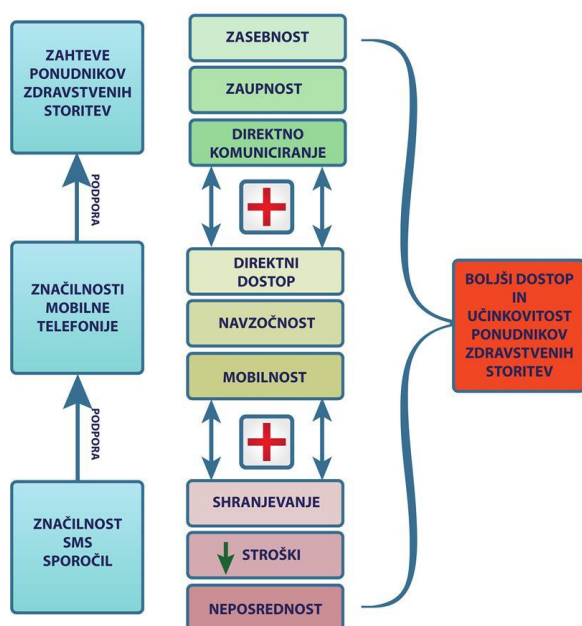 ZAHTEVE
PONUDNIKOV
ZDRAVSTVENIH
STORITEV
PODPORA
ZNAČILNOSTI
MOBILNE
TELEFONIJE
PODPORA
ZNAČILNOST
SMS
SPOROČIL
ZASEBNOST
ZAUPNOST
DIREKTNO
KOMUNICIRANJE
DIREKTNI
DOSTOP
NAVZOČNOST
MOBILNOST
SHRANJEVANJE
STROŠKI
NEPOSREDNOST
BOLJŠI DOSTOP
IN
UČINKOVITOST
PONUDNIKOV
ZDRAVSTVENIH
STORITEV